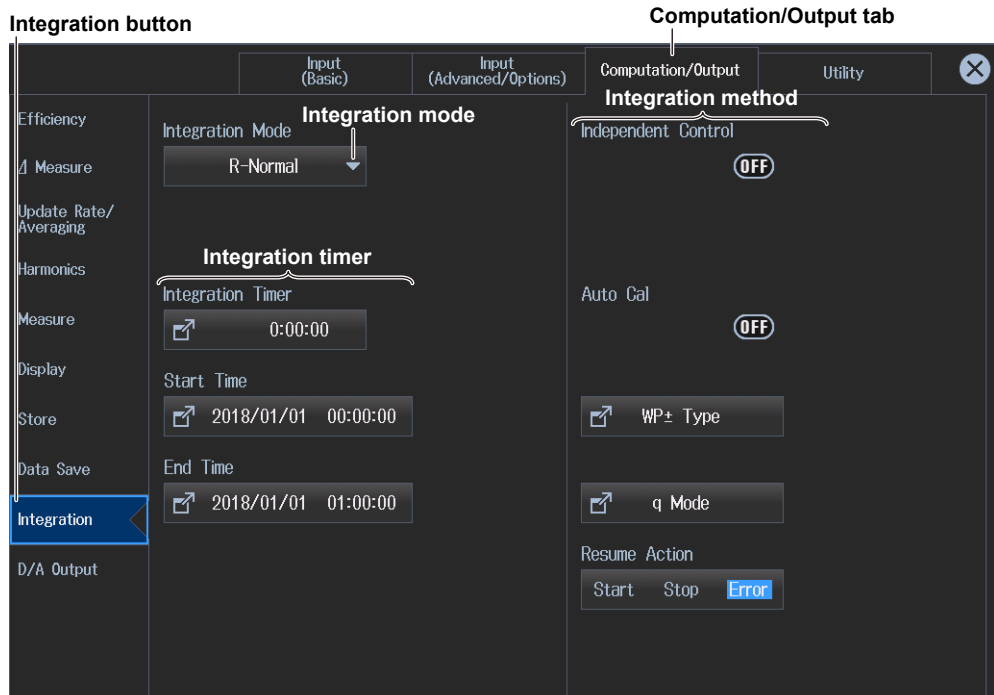 Integration button
Computation/Output tab
Input
(Basic)
Input
(Advanced/Options)
Computation/Output
Utility
Efficiency
Δ Measure
Update Rate/
Averaging
Harmonics
Measure
Display
Store
Data Save
Integration
D/A Output
Integration mode
Integration Mode
R-Normal
Integration timer
Integration Timer
0:00:00
Start Time
2018/01/01 00:00:00
End Time
2018/01/01 01:00:00
Integration method
Independent Control
OFF
Auto Cal
OFF
WP± Type
q Mode
Resume Action
Start Stop Error